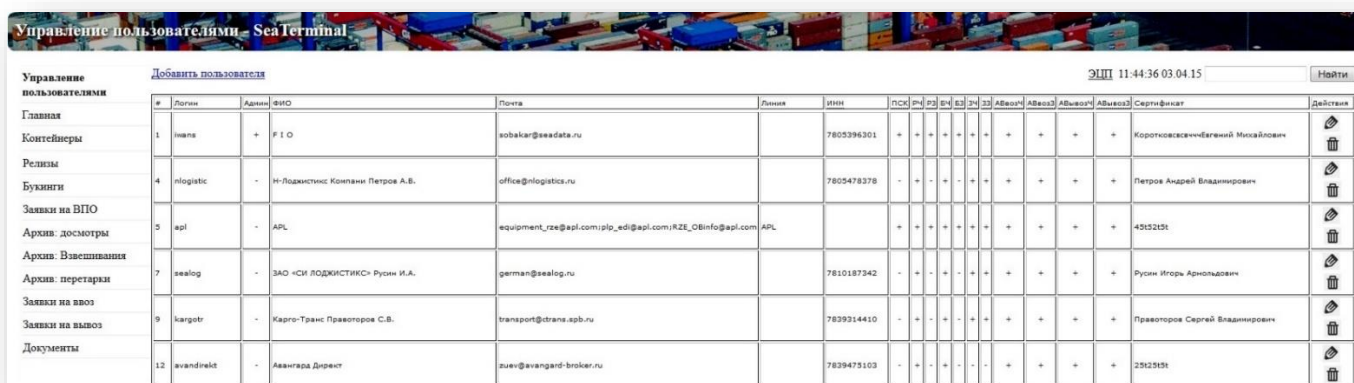 Управление пользователями - SeaTerminal
Управление
пользователями
Главная
Контейнеры
Релизы
Букинги
Заявки на ВПО
Архив: досмотры
Архив: Взвешивания
Архив: перетарки
Заявки на ввоз
Заявки на вывоз
Документы
Добавить пользователя
ЭЦП 11:44:36 03.04.15 Найти
# Логин Админ ФИО Почта Линия ИНН ПСК РЧ РЗ БЧ БЗ ЗЧ ЗЗ АВвозЧ АВвозЗ АВывозЧ АВывозЗ Сертификат Действия
1 iwans + F I O sobakar@seadata.ru 7805396301 + + + + + + + + + + + КоротковсвсвчччЕвгений Михайлович
4 nlogistic - Н-Лоджистикс Компани Петров А.В. office@nlogistics.ru 7805478378 - + - + - + + + + + + Петров Андрей Владимирович
5 apl - APL equipment_rze@apl.com;plp_edi@apl.com;RZE_OBinfo@apl.com APL + + + + + + + + + + + 45t52t5t
7 sealog - ЗАО «СИ ЛОДЖИСТИКС» Русин И.А. german@sealog.ru 7810187342 - + - + - + + + + + + Русин Игорь Арнольдович
9 kargotr - Карго-Транс Правоторов С.В. transport@ctrans.spb.ru 7839314410 - + - + - + + + + + + Правоторов Сергей Владимирович
12 avandirekt - Авангард Директ zuev@avangard-broker.ru 7839475103 - + - + - - - + + + + 25t25t5t